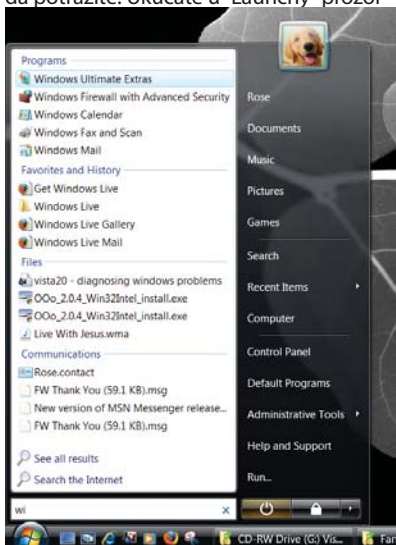 Programs
Windows Ultimate Extras
Windows Firewall with Advanced Security
Windows Calendar
Windows Fax and Scan
Windows Mail
Favorites and History
Get Windows Live
Windows Live
Windows Live Gallery
Windows Live Mail
Files
vista20 - diagnosing windows problems
OOo_2.0.4_Win32Intel_install.exe
OOo_2.0.4_Win32Intel_install.exe
Live With Jesus.wma
Communications
Rose.contact
FW Thank You (59.1 KB).msg
New version of MSN Messenger release...
FW Thank You (59.1 KB).msg
See all results
Search the Internet
wi
Rose
Documents
Music
Pictures
Games
Search
Recent Items
Computer
Control Panel
Default Programs
Administrative Tools
Help and Support
Run...
CD-RW Drive (G:) Vis...
Fan